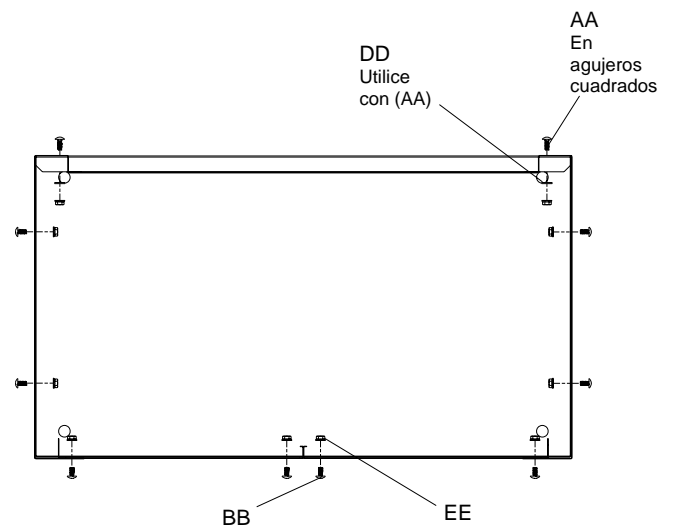 AA
En
agujeros
cuadrados
DD
Utilice
con (AA)
BB
EE